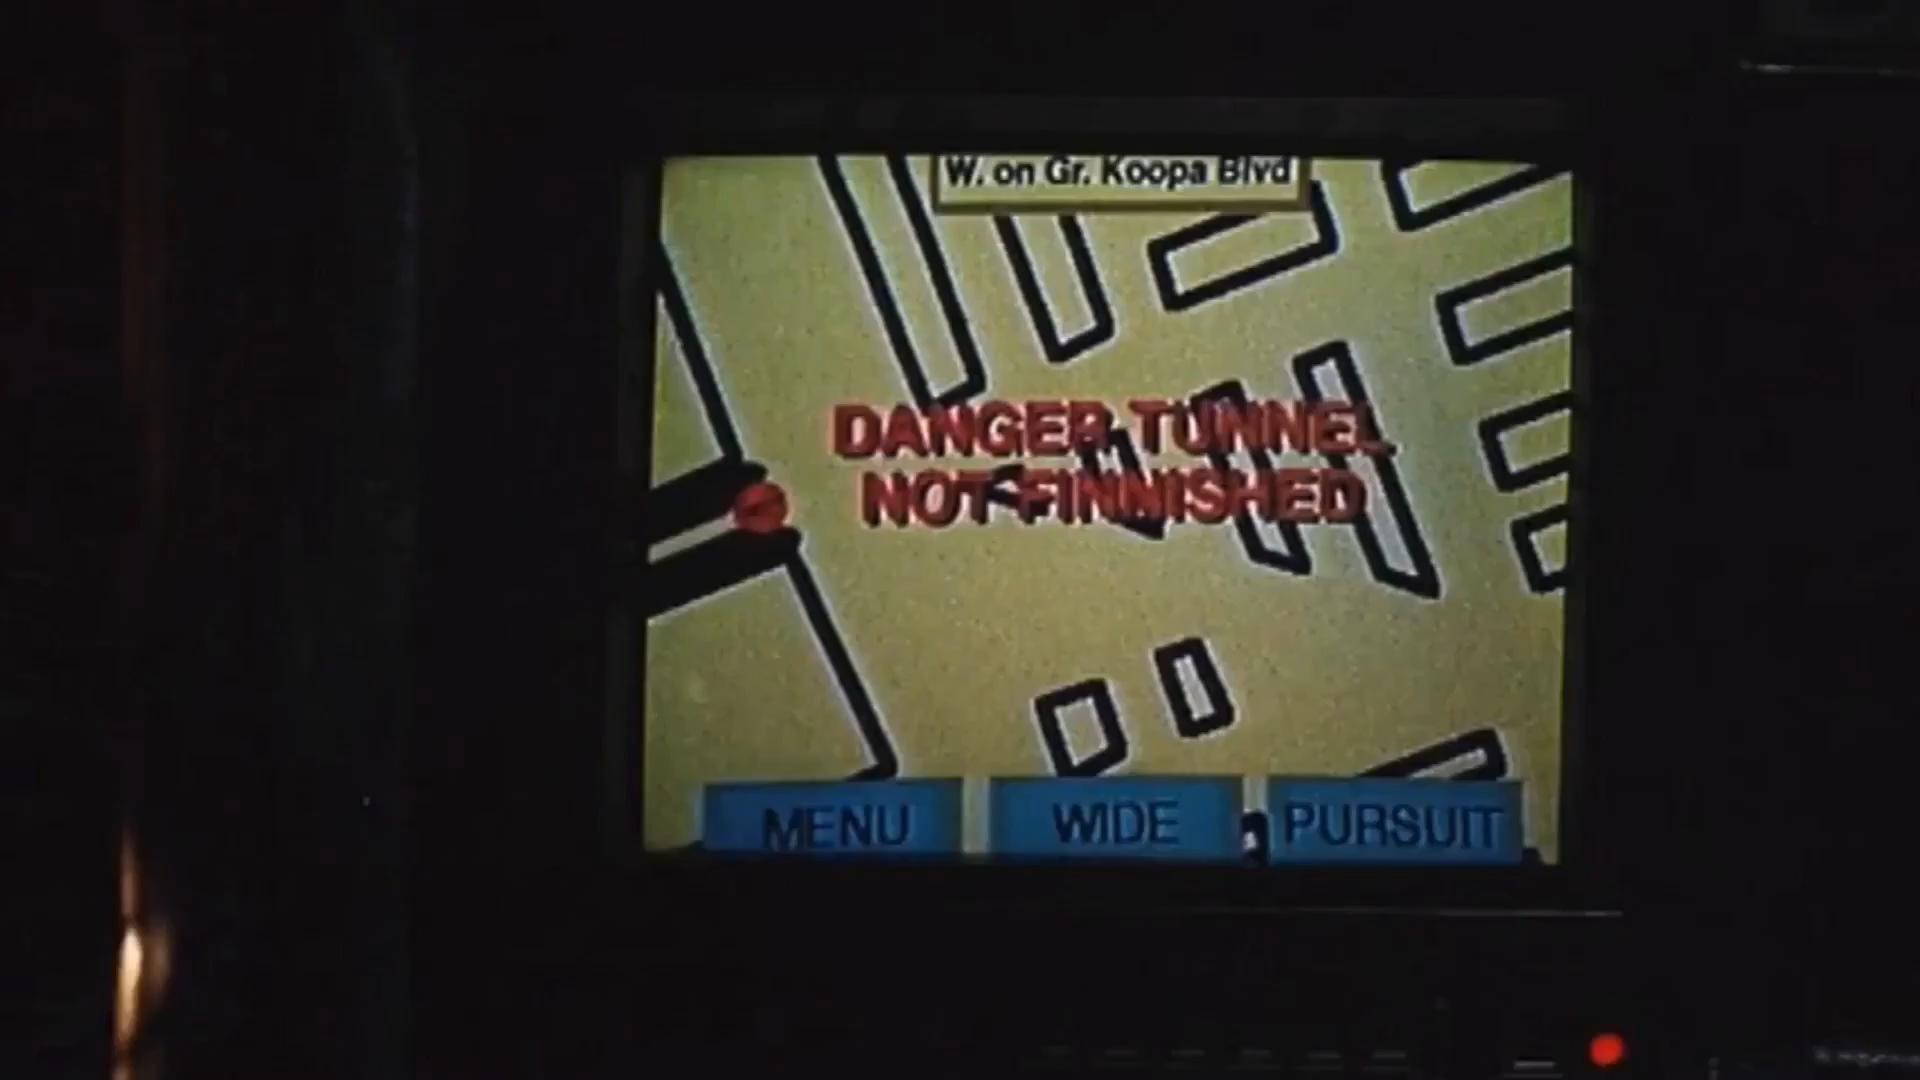 W. on Gr. Koopa Blvd
DANGER TUNNEL
NOT FINNISHED
MENU
WIDE
PURSUIT